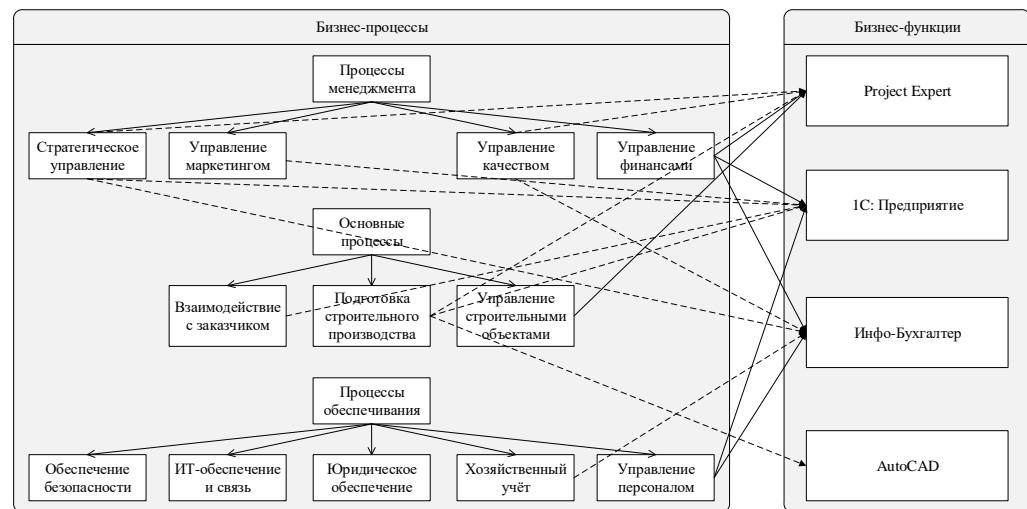 Бизнес-процессы
Бизнес-функции
Процессы
менеджмента
Project Expert
Стратегическое
управление
Управление
маркетингом
Управление
качеством
Управление
финансами
1С: Предприятие
Основные
процессы
Взаимодействие
с заказчиком
Подготовка
строительного
производства
Управление
строительными
объектами
Инфо-Бухгалтер
Процессы
обеспечивания
Обеспечение
безопасности
ИТ-обеспечение
и связь
Юридическое
обеспечение
Хозяйственный
учёт
Управление
персоналом
AutoCAD